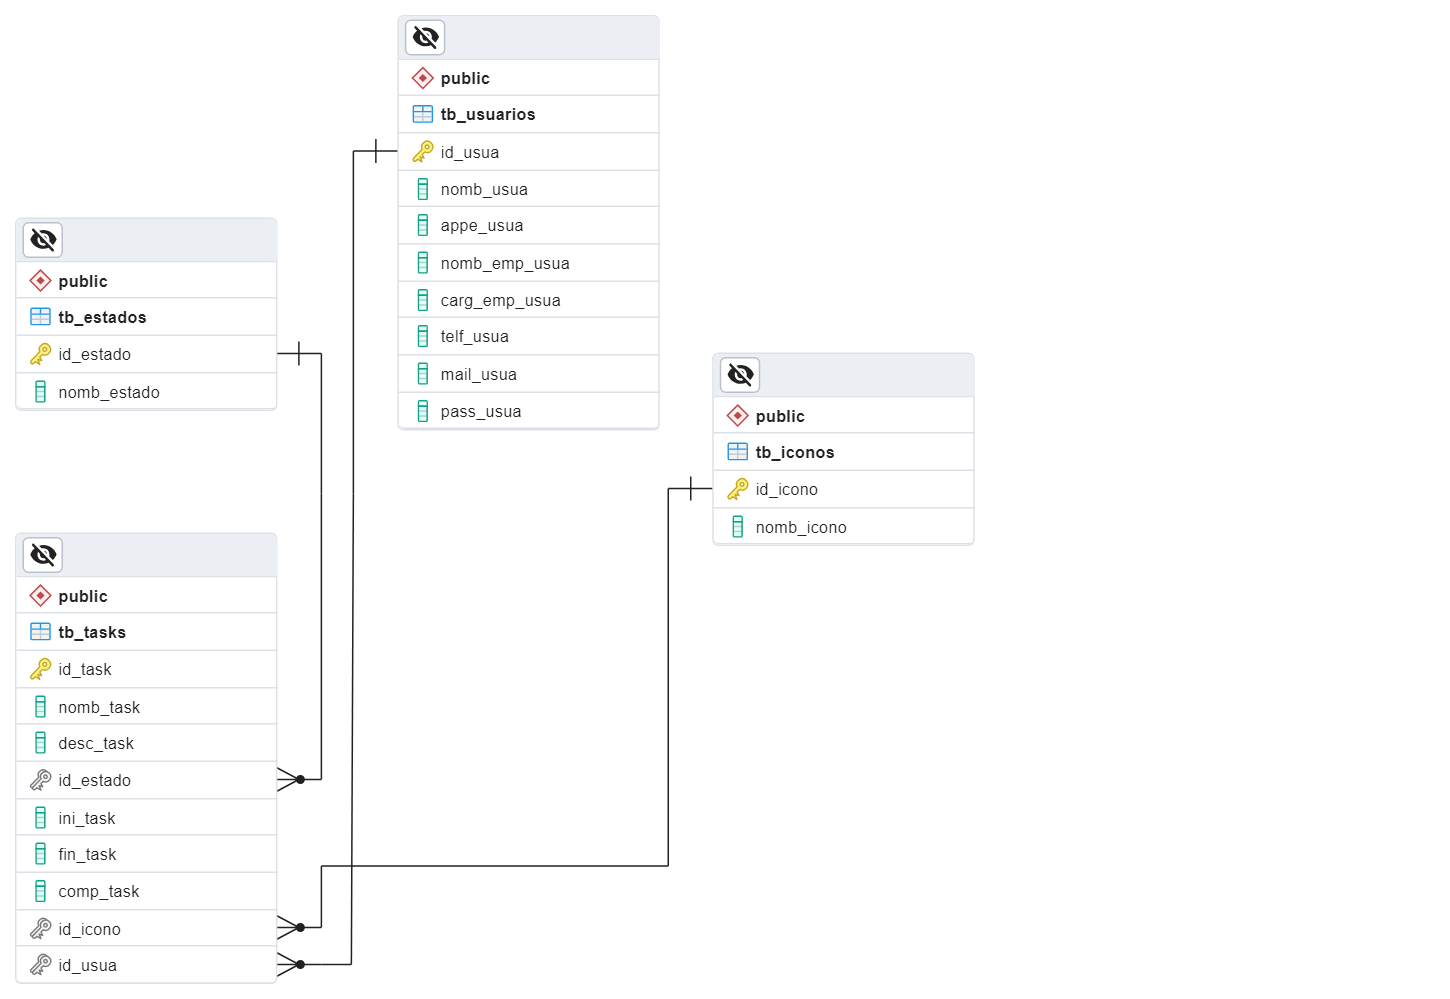 public
tb_usuarios
id_usua
nomb_usua
appe_usua
nomb_emp_usua
carg_emp_usua
telf_usua
mail_usua
pass_usua
public
tb_estados
id_estado
nomb_estado
public
tb_iconos
id_icono
nomb_icono
public
tb_tasks
id_task
nomb_task
desc_task
id_estado
ini_task
fin_task
comp_task
id_icono
id_usua